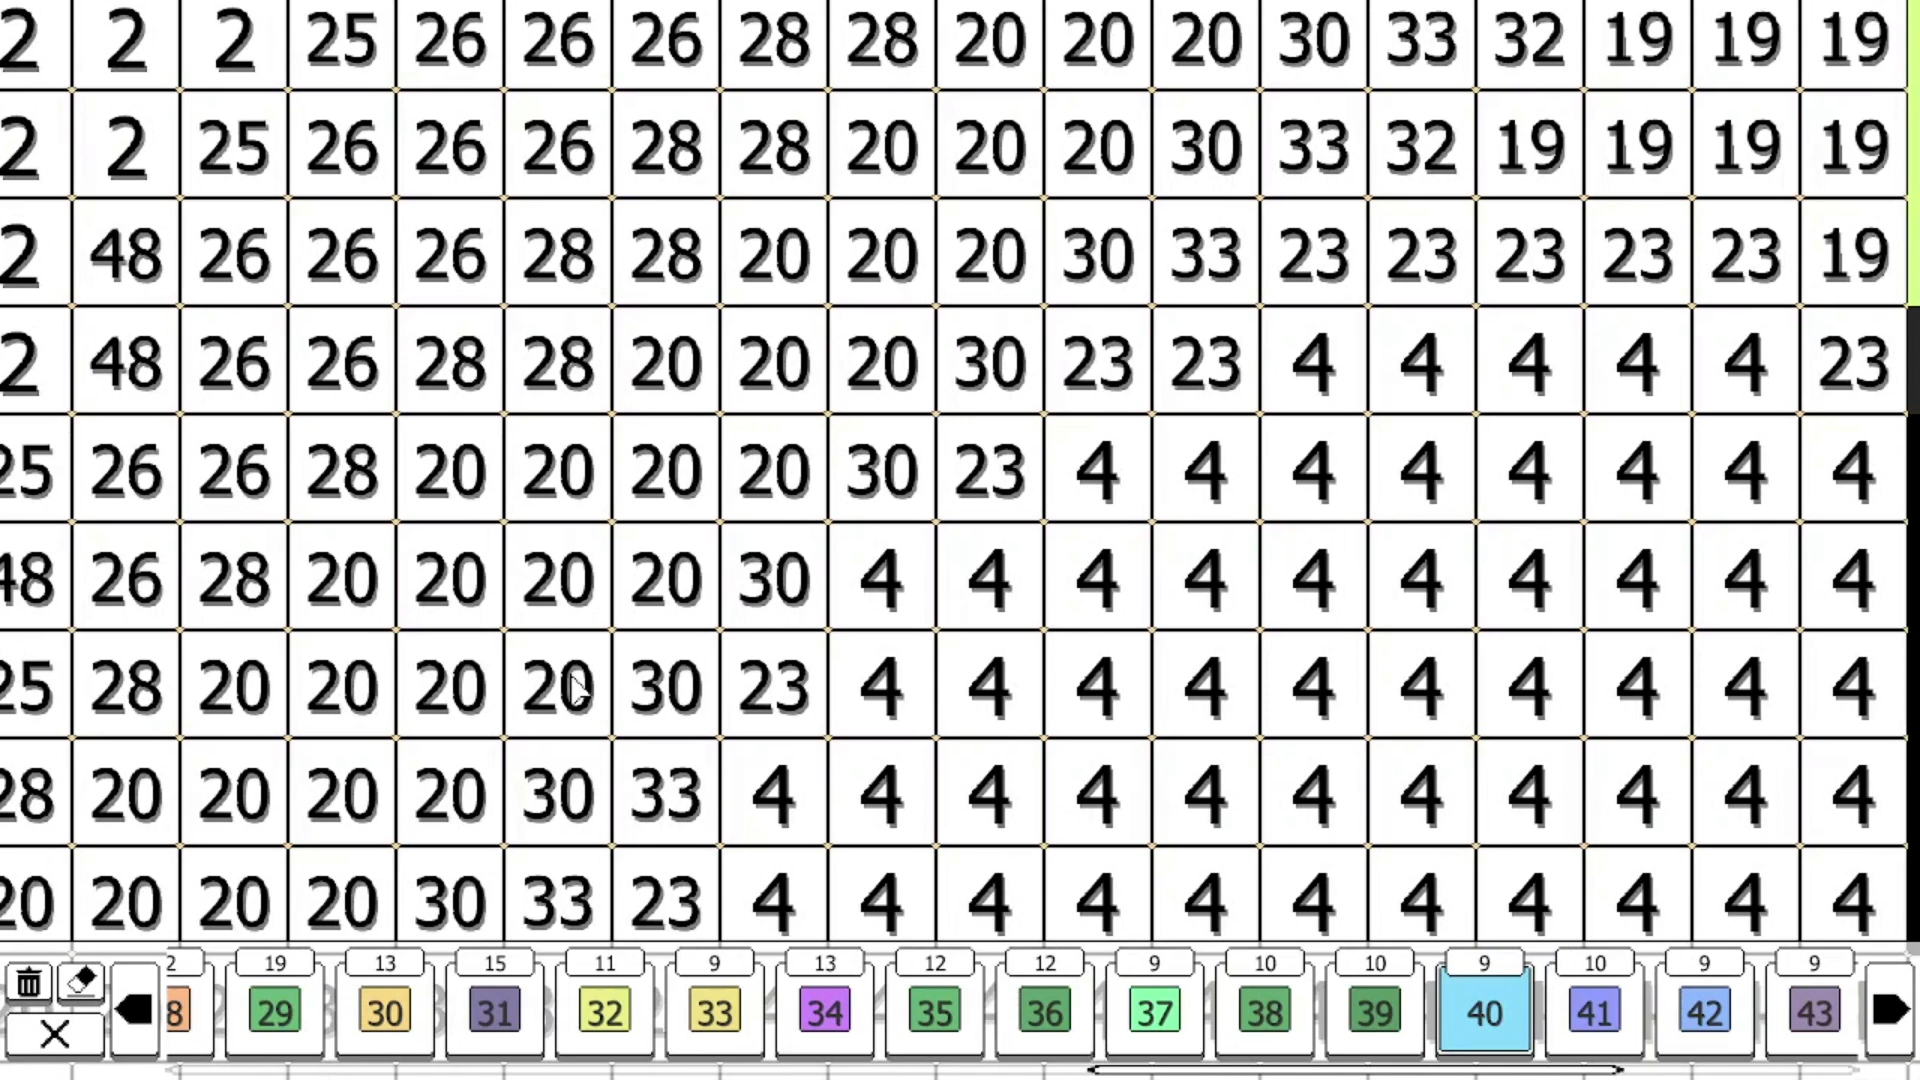 2 2 2 25 26 26 26 28 28 20 20 20 30 33 32 19 19 19
2 2 25 26 26 26 28 28 20 20 20 30 33 32 19 19 19 19
2 48 26 26 26 28 28 20 20 20 30 33 23 23 23 23 23 19
2 48 26 26 28 28 20 20 20 30 23 23 4 4 4 4 4 23
25 26 26 28 20 20 20 20 30 23 4 4 4 4 4 4 4 4
48 26 28 20 20 20 20 30 4 4 4 4 4 4 4 4 4 4
25 28 20 20 20 20 30 23 4 4 4 4 4 4 4 4 4 4
28 20 20 20 20 30 33 4 4 4 4 4 4 4 4 4 4 4
20 20 20 20 30 33 23 4 4 4 4 4 4 4 4 4 4 4
2 19 13 15 11 9 13 12 12 9 10 10 9 10 9 9
8 29 30 31 32 33 34 35 36 37 38 39 40 41 42 43